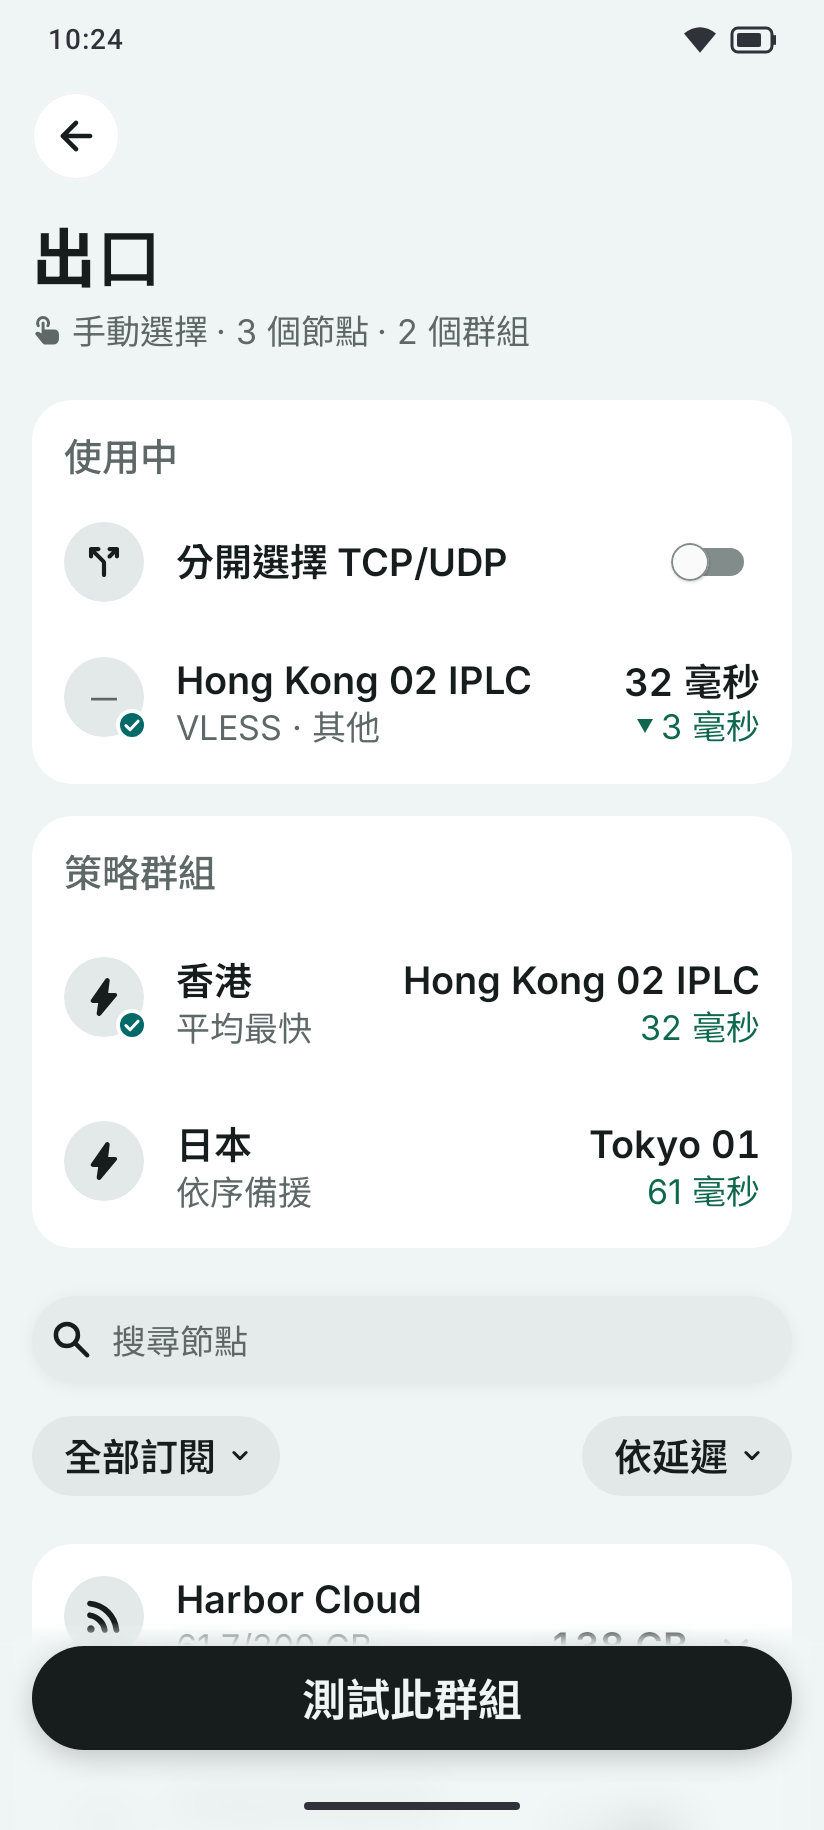 10:24
出口
手動選擇 · 3 個節點 · 2 個群組
使用中
分開選擇 TCP/UDP
Hong Kong 02 IPLC
32 毫秒
VLESS · 其他
▼3 毫秒
策略群組
香港
Hong Kong 02 IPLC
平均最快
32 毫秒
日本
Tokyo 01
依序備援
61 毫秒
搜尋節點
全部訂閱
依延遲
Harbor Cloud
測試此群組